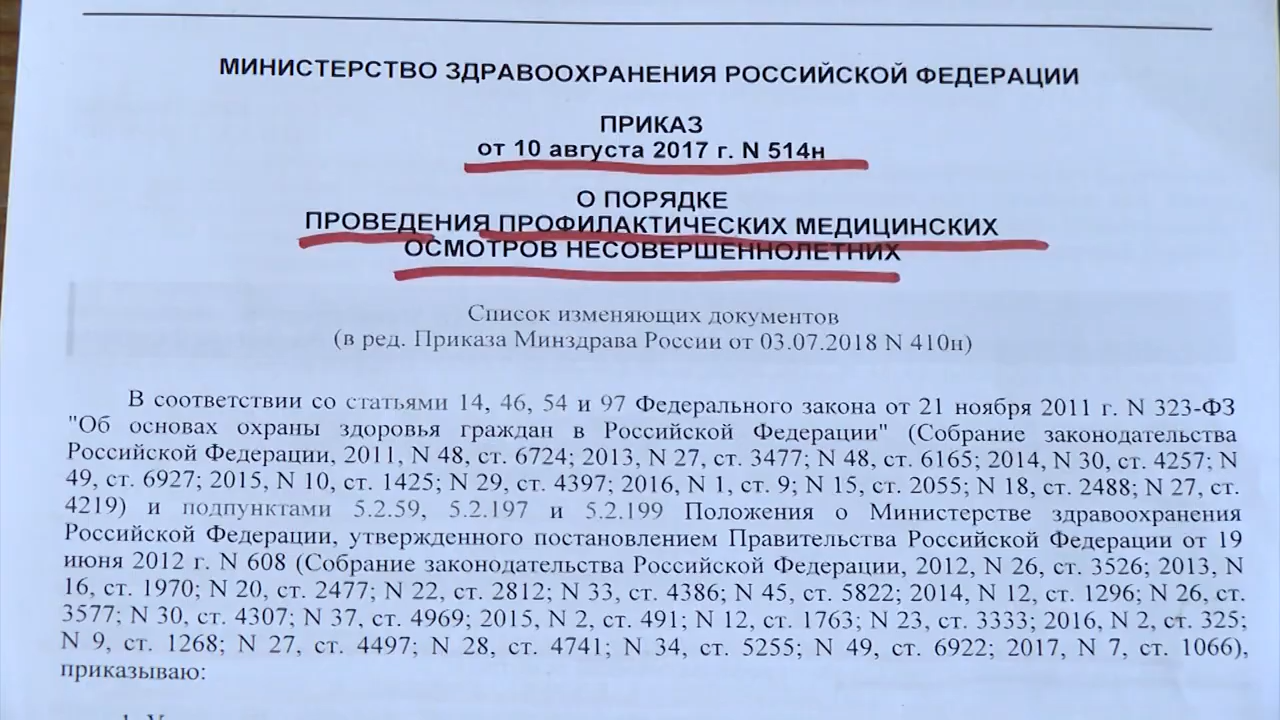 МИНИСТЕРСТВО ЗДРАВООХРАНЕНИЯ РОССИЙСКОЙ ФЕДЕРАЦИИ
ПРИКАЗ
от 10 августа 2017 г. N 514н
О ПОРЯДКЕ
ПРОВЕДЕНИЯ ПРОФИЛАКТИЧЕСКИХ МЕДИЦИНСКИХ
ОСМОТРОВ НЕСОВЕРШЕННОЛЕТНИХ
Список изменяющих документов
(в ред. Приказа Минздрава России от 03.07.2018 N 410н)
В соответствии со статьями 14, 46, 54 и 97 Федерального закона от 21 ноября 2011 г. N 323-ФЗ
"Об основах охраны здоровья граждан в Российской Федерации" (Собрание законодательства
Российской Федерации, 2011, N 48, ст. 6724; 2013, N 27, ст. 3477; N 48, ст. 6165; 2014, N 30, ст. 4257; N
49, ст. 6927; 2015, N 10, ст. 1425; N 29, ст. 4397; 2016, N 1, ст. 9; N 15, ст. 2055; N 18, ст. 2488; N 27, ст.
4219) и подпунктами 5.2.59, 5.2.197 и 5.2.199 Положения о Министерстве здравоохранения
Российской Федерации, утвержденного постановлением Правительства Российской Федерации от 19
июня 2012 г. N 608 (Собрание законодательства Российской Федерации, 2012, N 26, ст. 3526; 2013, N
16, ст. 1970; N 20, ст. 2477; N 22, ст. 2812; N 33, ст. 4386; N 45, ст. 5822; 2014, N 12, ст. 1296; N 26, ст.
3577; N 30, ст. 4307; N 37, ст. 4969; 2015, N 2, ст. 491; N 12, ст. 1763; N 23, ст. 3333; 2016, N 2, ст. 325;
N 9, ст. 1268; N 27, ст. 4497; N 28, ст. 4741; N 34, ст. 5255; N 49, ст. 6922; 2017, N 7, ст. 1066),
приказываю: